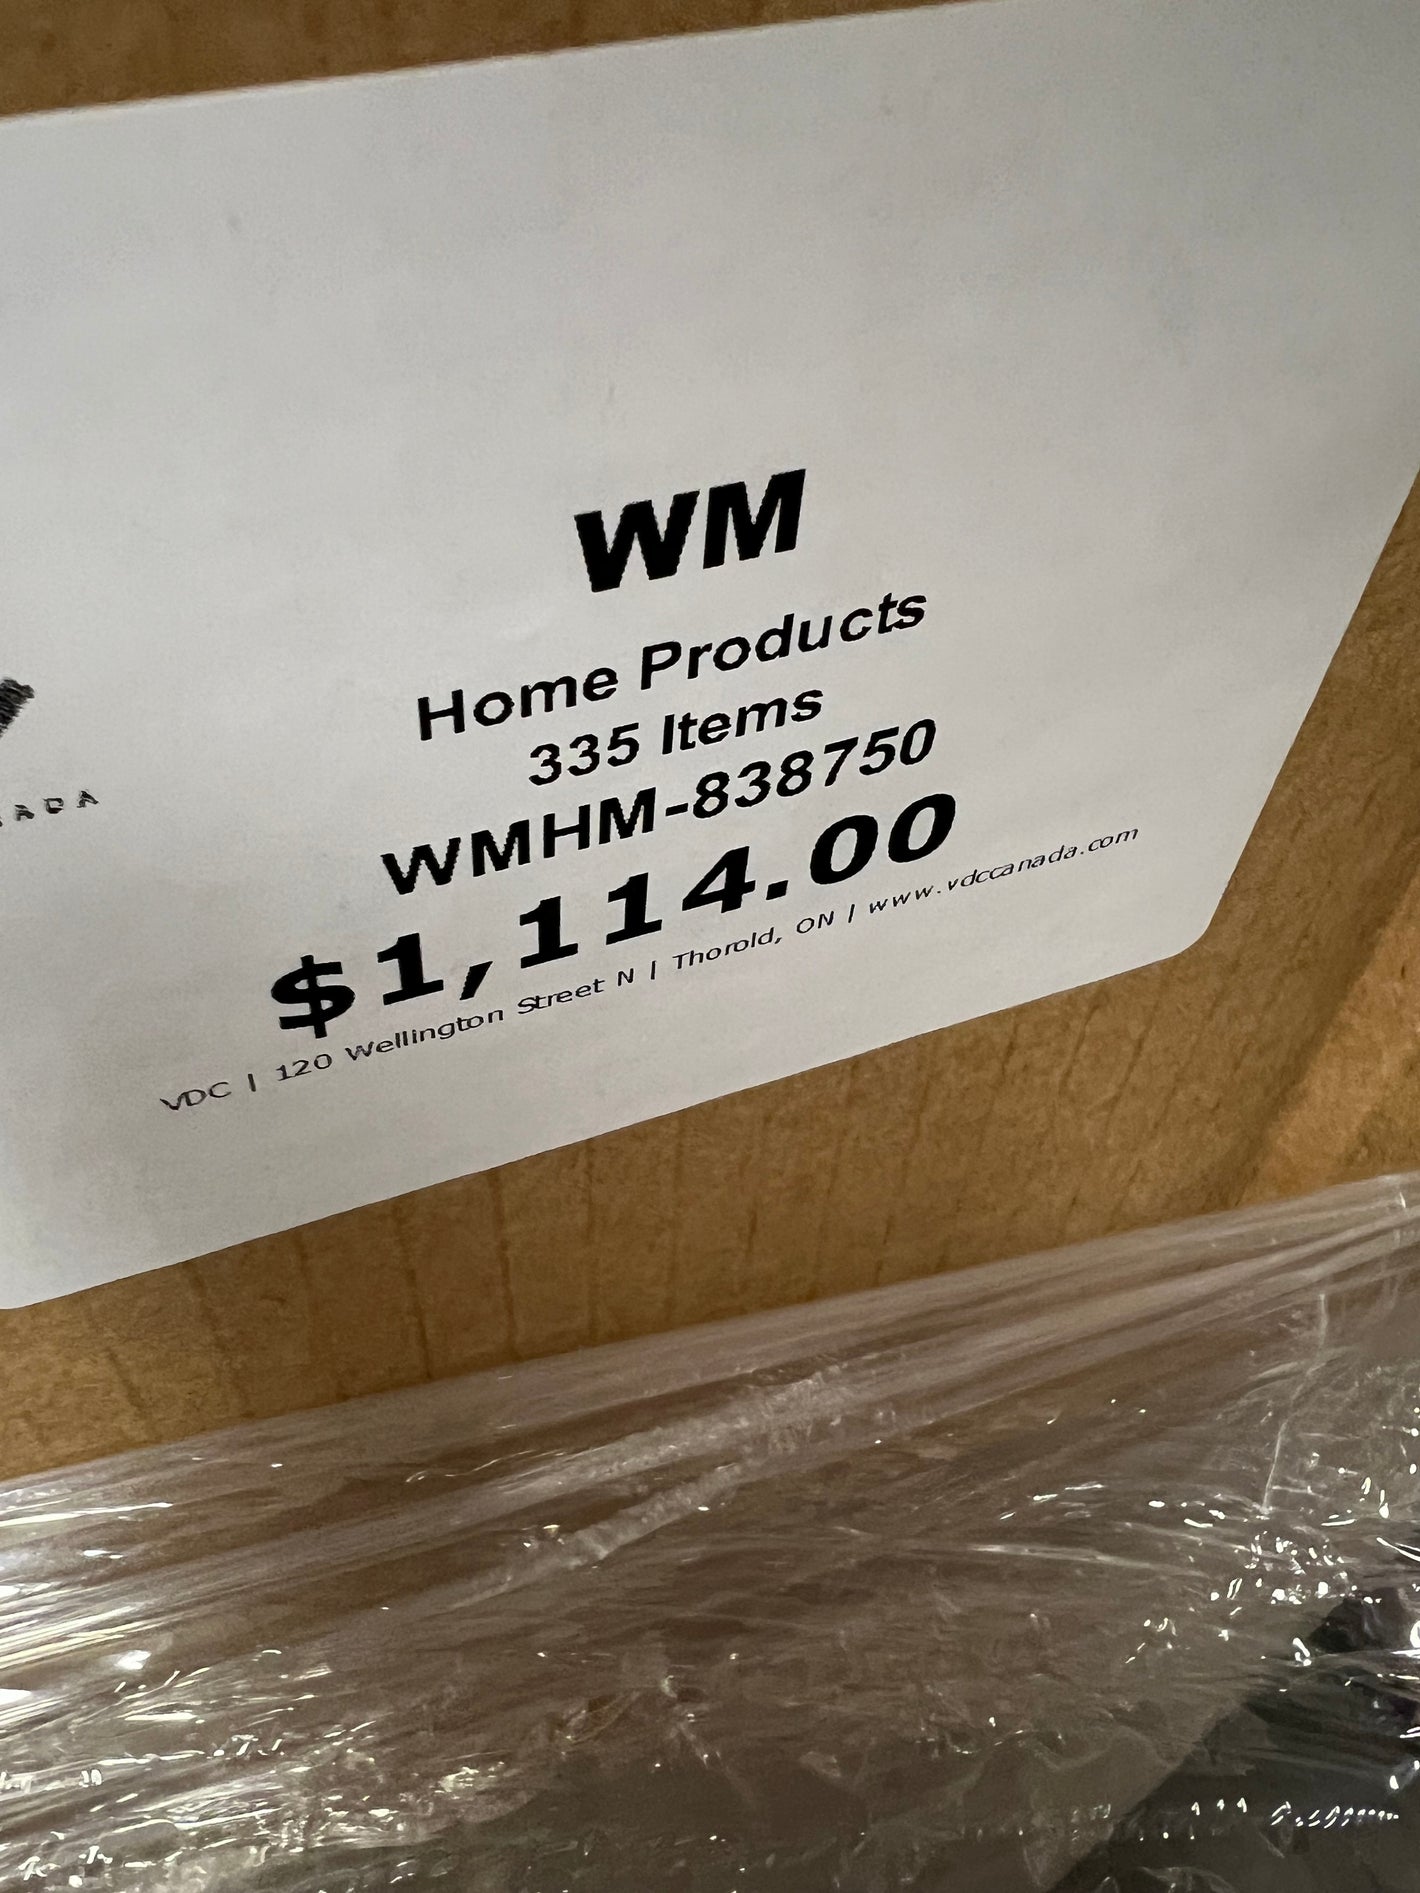 WM
Home Products
335 Items
WMHM-838750
$1,114.00
VDC | 120 Wellington Street N | Thorold, ON | www.vdccanada.com